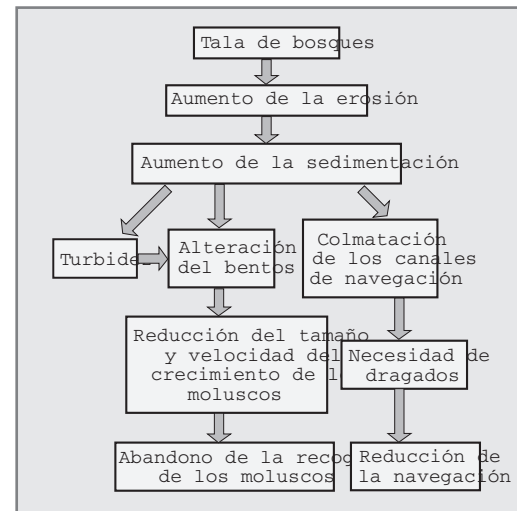 Tala de bosques
Aumento de la erosión
Aumento de la sedimentación
Turbidez
Alteración
del bentos
Colmatación
de los canales
de navegación
Reducción del tamaño
y velocidad del
crecimiento de l
moluscos
Necesidad de
dragados
Abandono de la recog
de los moluscos
Reducción de
la navegación